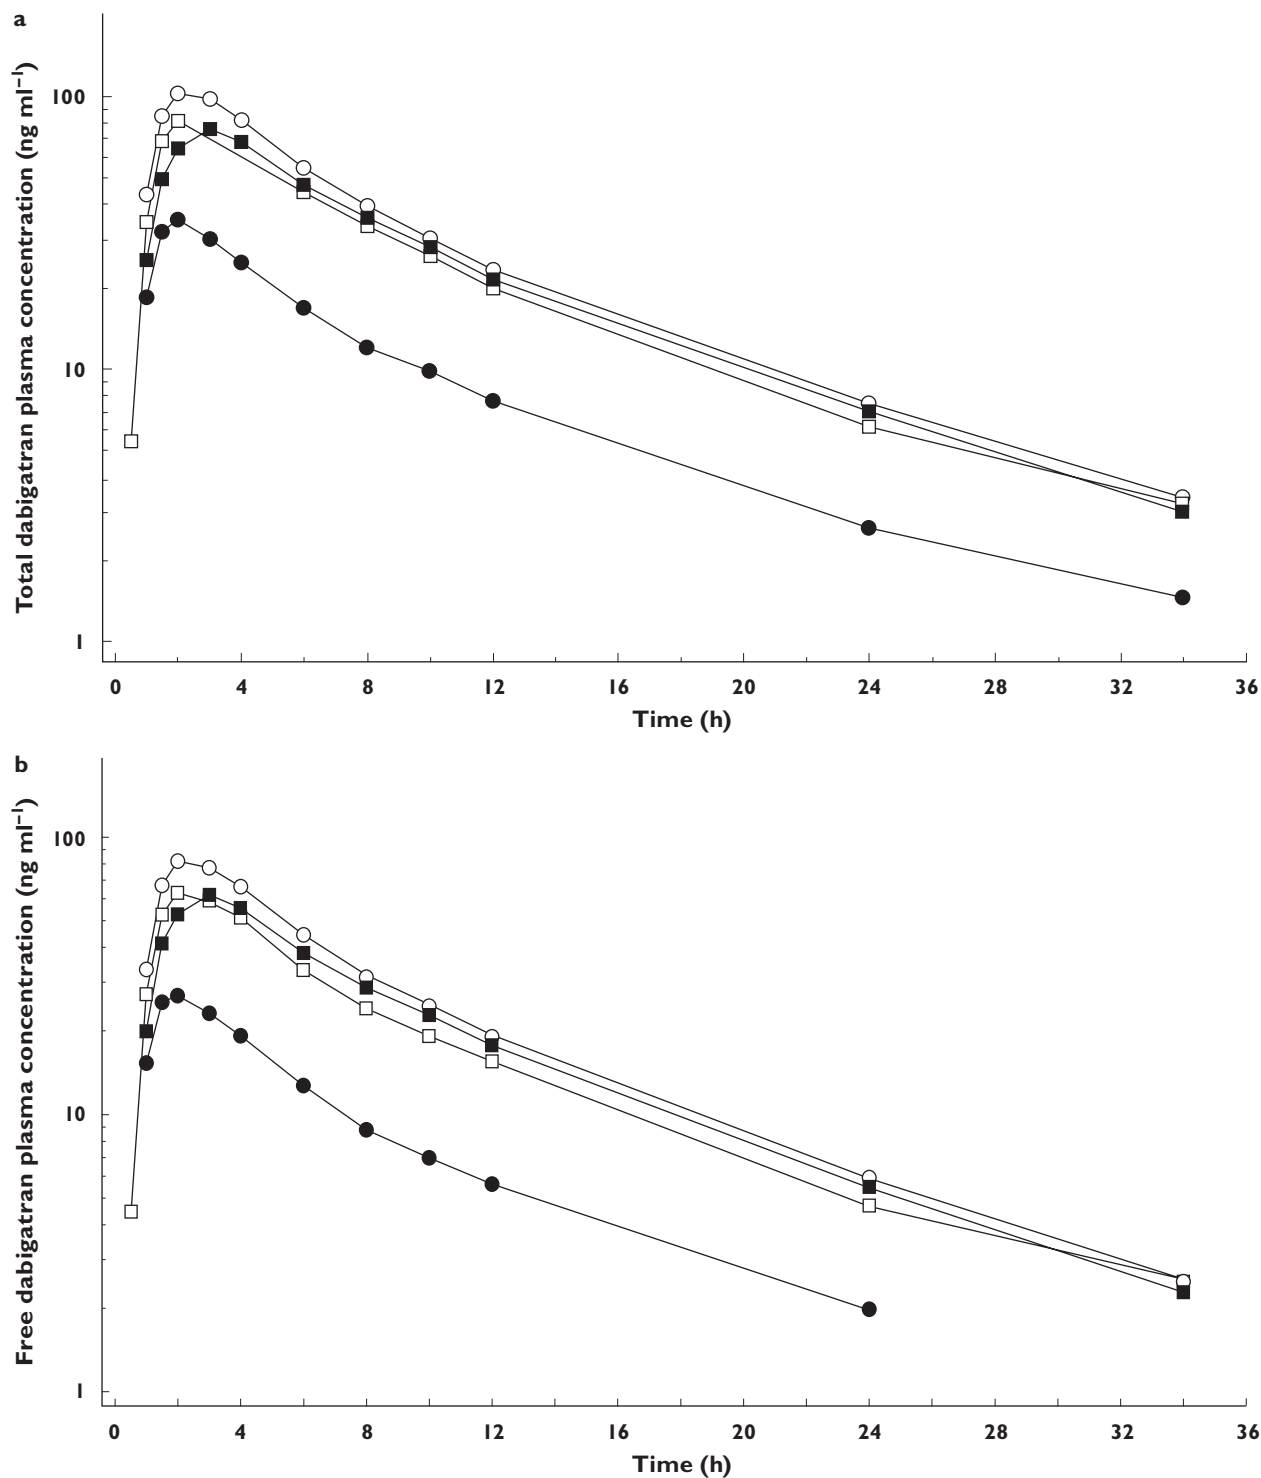 a
Total dabigatran plasma concentration (ng ml⁻¹)
100
10
1
0 4 8 12 16 20 24 28 32 36
Time (h)
b
Free dabigatran plasma concentration (ng ml⁻¹)
100
10
1
0 4 8 12 16 20 24 28 32 36
Time (h)